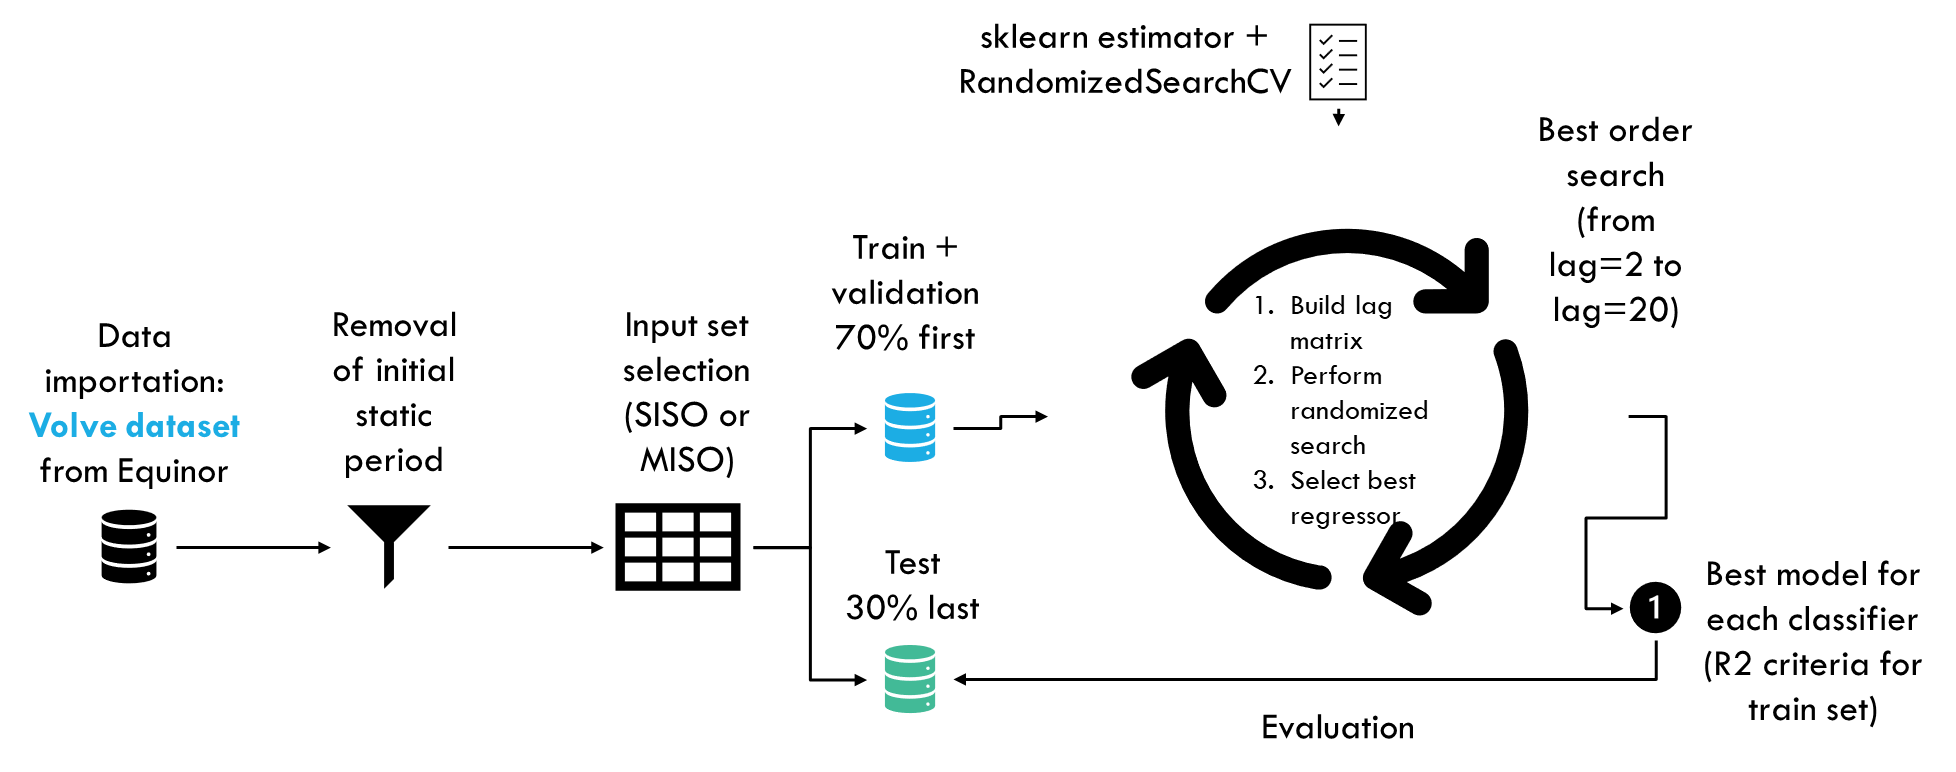 sklearn estimator +
RandomizedSearchCV
Best order
search
(from
lag=2 to
lag=20)
Train +
validation
70% first
Data
importation:
Volve dataset
from Equinor
Removal
of initial
static
period
Input set
selection
(SISO or
MISO)
1. Build lag
matrix
2. Perform
randomized
search
3. Select best
regressor
Test
30% last
1
Best model for
each classifier
(R2 criteria for
train set)
Evaluation